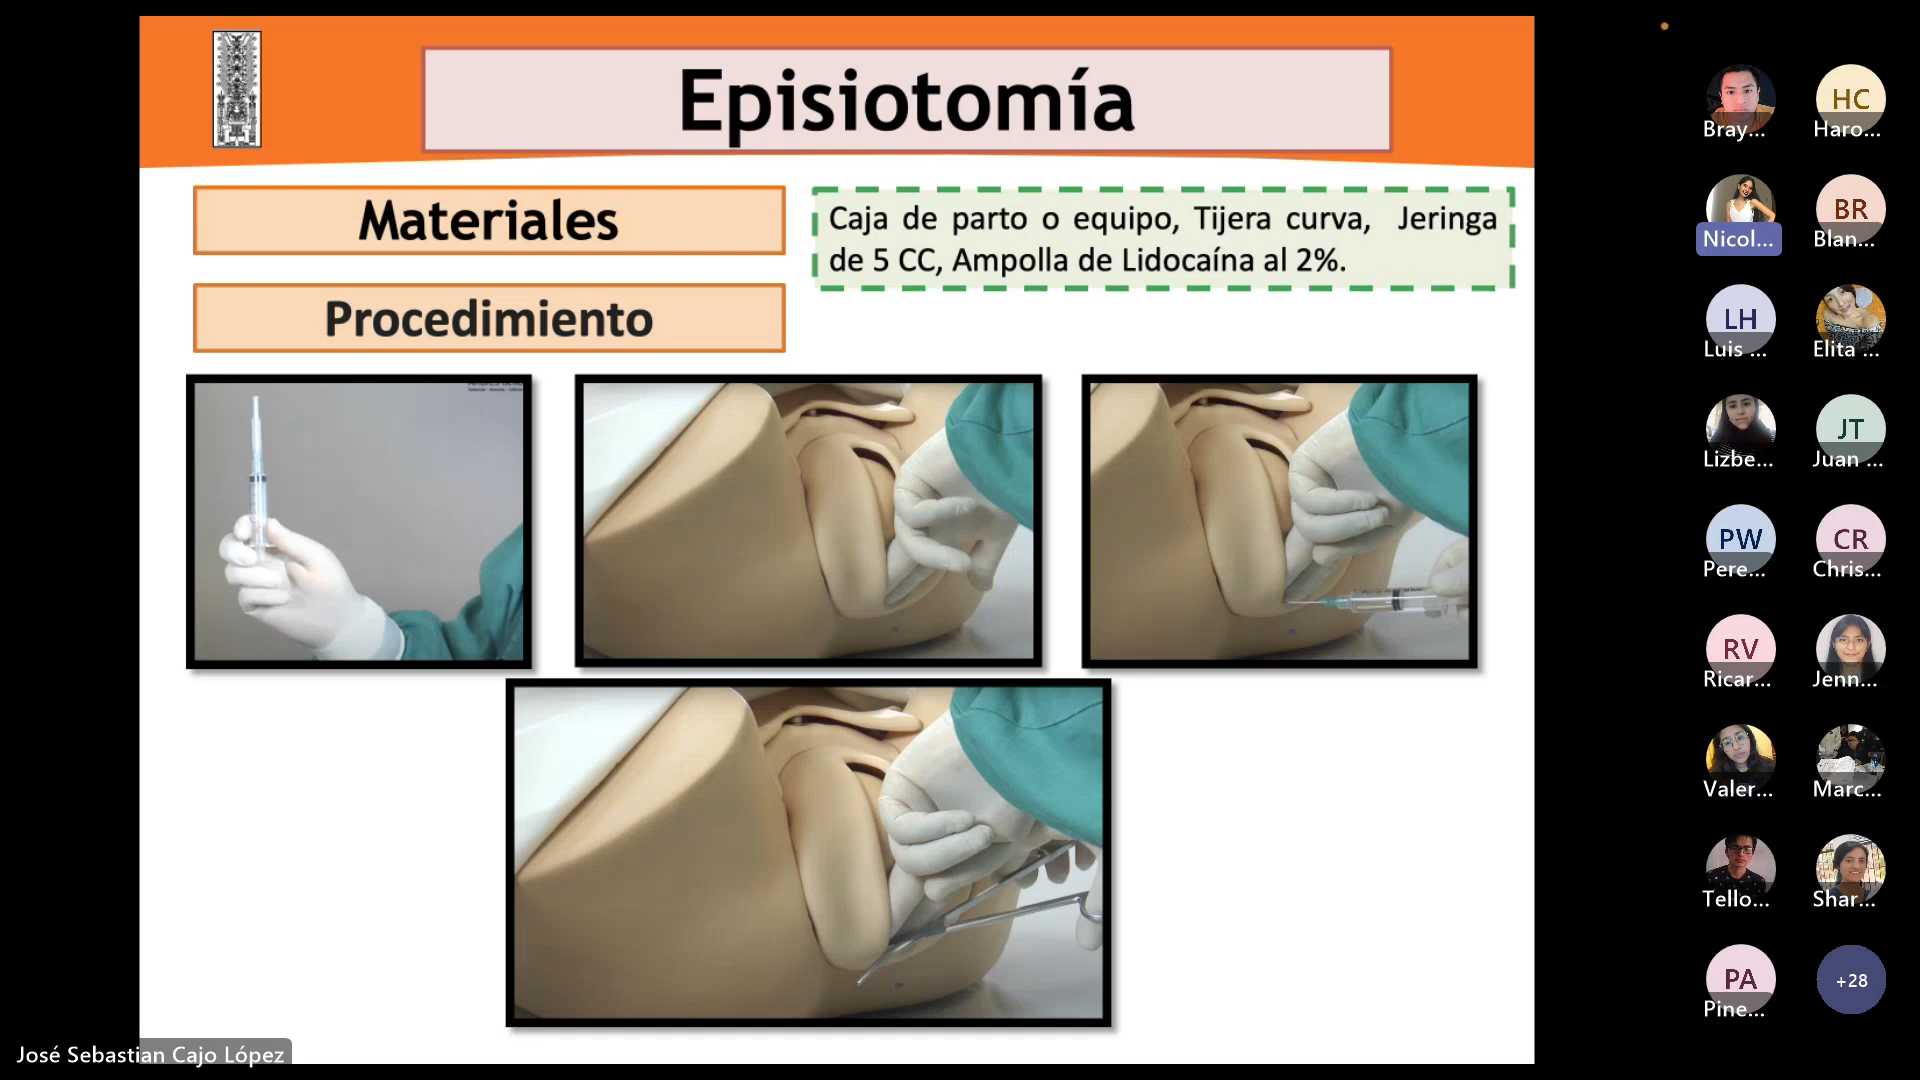 Episiotomía
Materiales
Caja de parto o equipo, Tijera curva, Jeringa
de 5 CC, Ampolla de Lidocaína al 2%.
Procedimiento
José Sebastian Cajo López
Bray...
HC
Haro...
Nicol...
BR
Blan...
LH
Luis ...
Elita ...
Lizbe...
JT
Juan ...
PW
Pere...
CR
Chris...
RV
Ricar...
Jenn...
Valer...
Marc...
Tello...
Shar...
PA
Pine...
+28